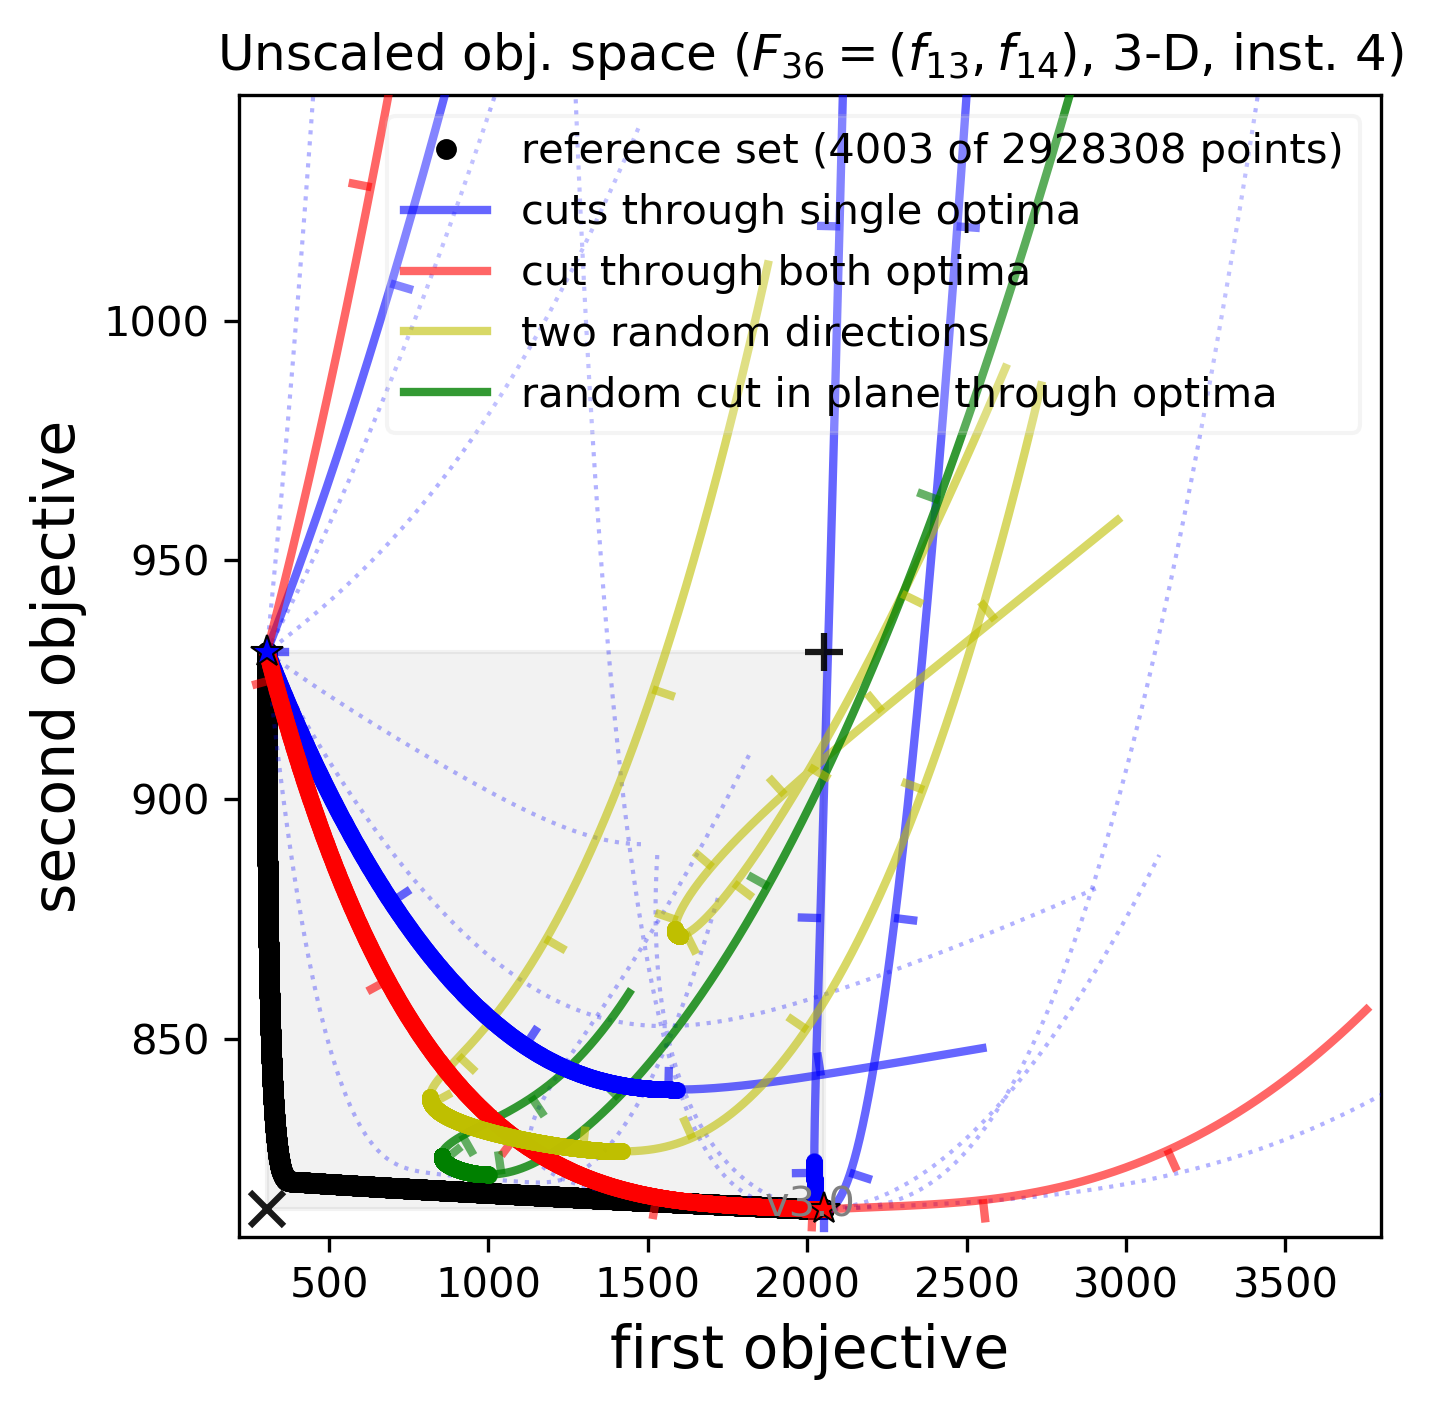 Unscaled obj. space ($F_{36} = (f_{13}, f_{14})$, 3-D, inst. 4)
reference set (4003 of 2928308 points)
cuts through single optima
cut through both optima
two random directions
random cut in plane through optima
second objective
1000
950
900
850
v3.0
500 1000 1500 2000 2500 3000 3500
first objective